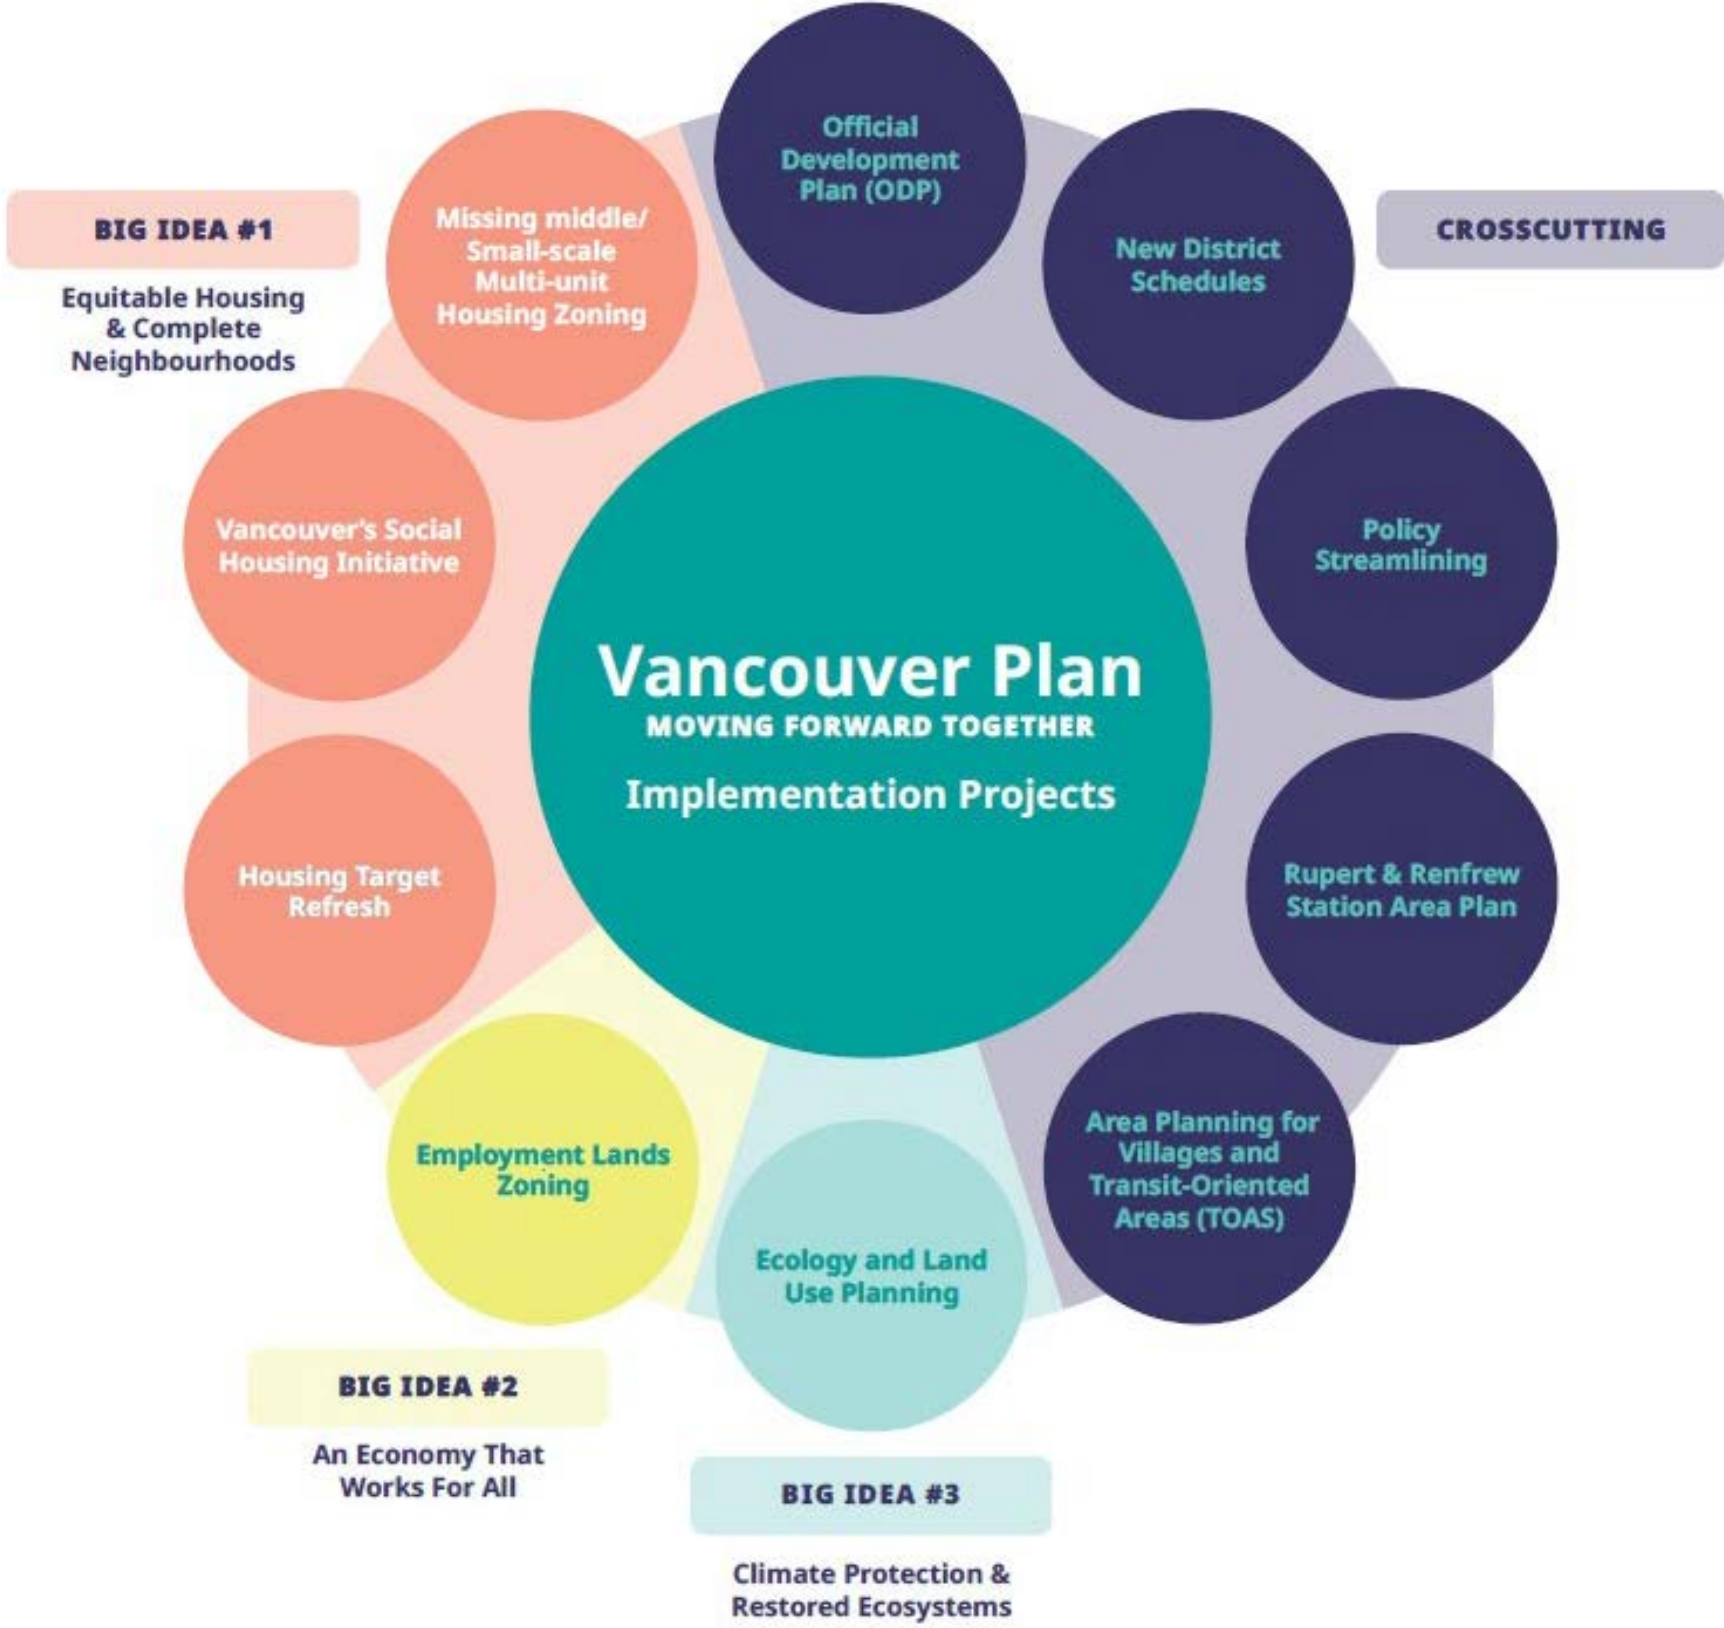 Official
Development
Plan (ODP)
New District
Schedules
CROSSCUTTING
Policy
Streamlining
Rupert & Renfrew
Station Area Plan
Area Planning for
Villages and
Transit-Oriented
Areas (TOAS)
Ecology and Land
Use Planning
BIG IDEA #3
Climate Protection &
Restored Ecosystems
Employment Lands
Zoning
BIG IDEA #2
An Economy That
Works For All
Housing Target
Refresh
Vancouver's Social
Housing Initiative
Missing middle/
Small-scale
Multi-unit
Housing Zoning
BIG IDEA #1
Equitable Housing
& Complete
Neighbourhoods
Vancouver Plan
MOVING FORWARD TOGETHER
Implementation Projects